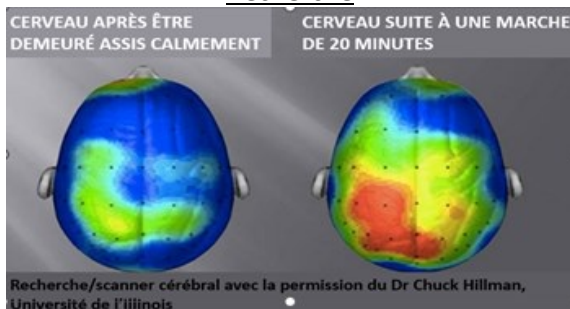 CERVEAU APRÈS ÊTRE
DEMEURÉ ASSIS CALMEMENT
CERVEAU SUITE À UNE MARCHE
DE 20 MINUTES
Recherche/scanner cérébral avec la permission du Dr Chuck Hillman,
Université de l'Iiiinois